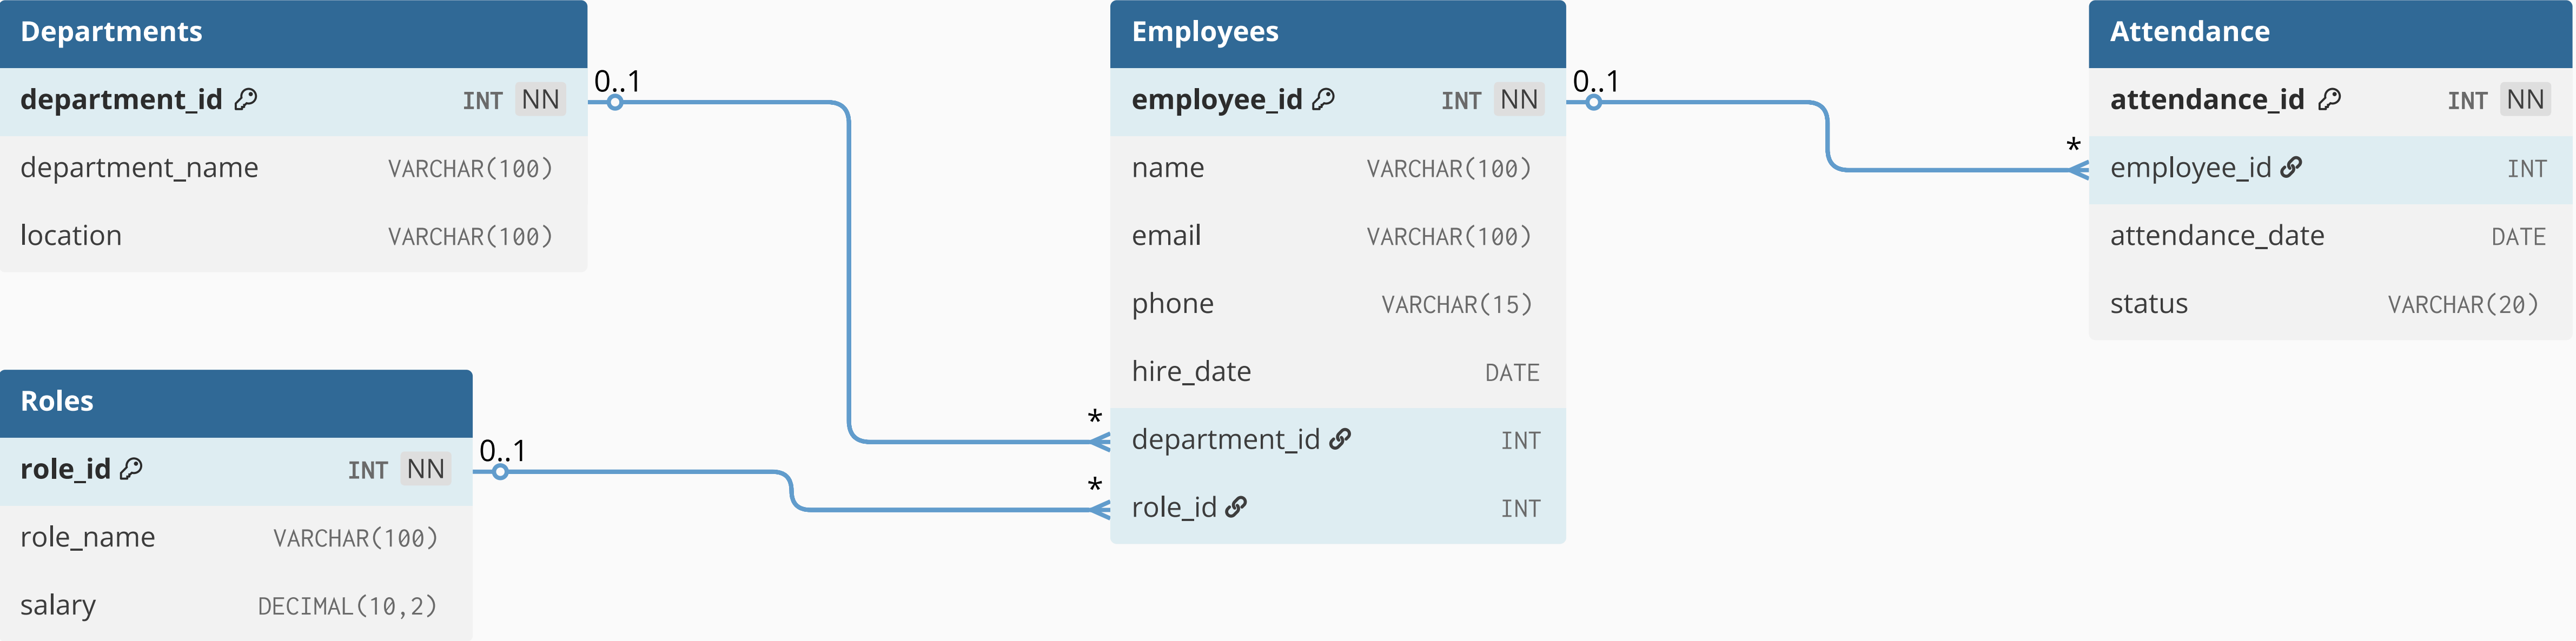 Departments
department_id INT NN
department_name VARCHAR(100)
location VARCHAR(100)
0..1
*
Roles
role_id INT NN
role_name VARCHAR(100)
salary DECIMAL(10,2)
0..1
*
Employees
employee_id INT NN
name VARCHAR(100)
email VARCHAR(100)
phone VARCHAR(15)
hire_date DATE
department_id INT
role_id INT
0..1
*
Attendance
attendance_id INT NN
employee_id INT
attendance_date DATE
status VARCHAR(20)